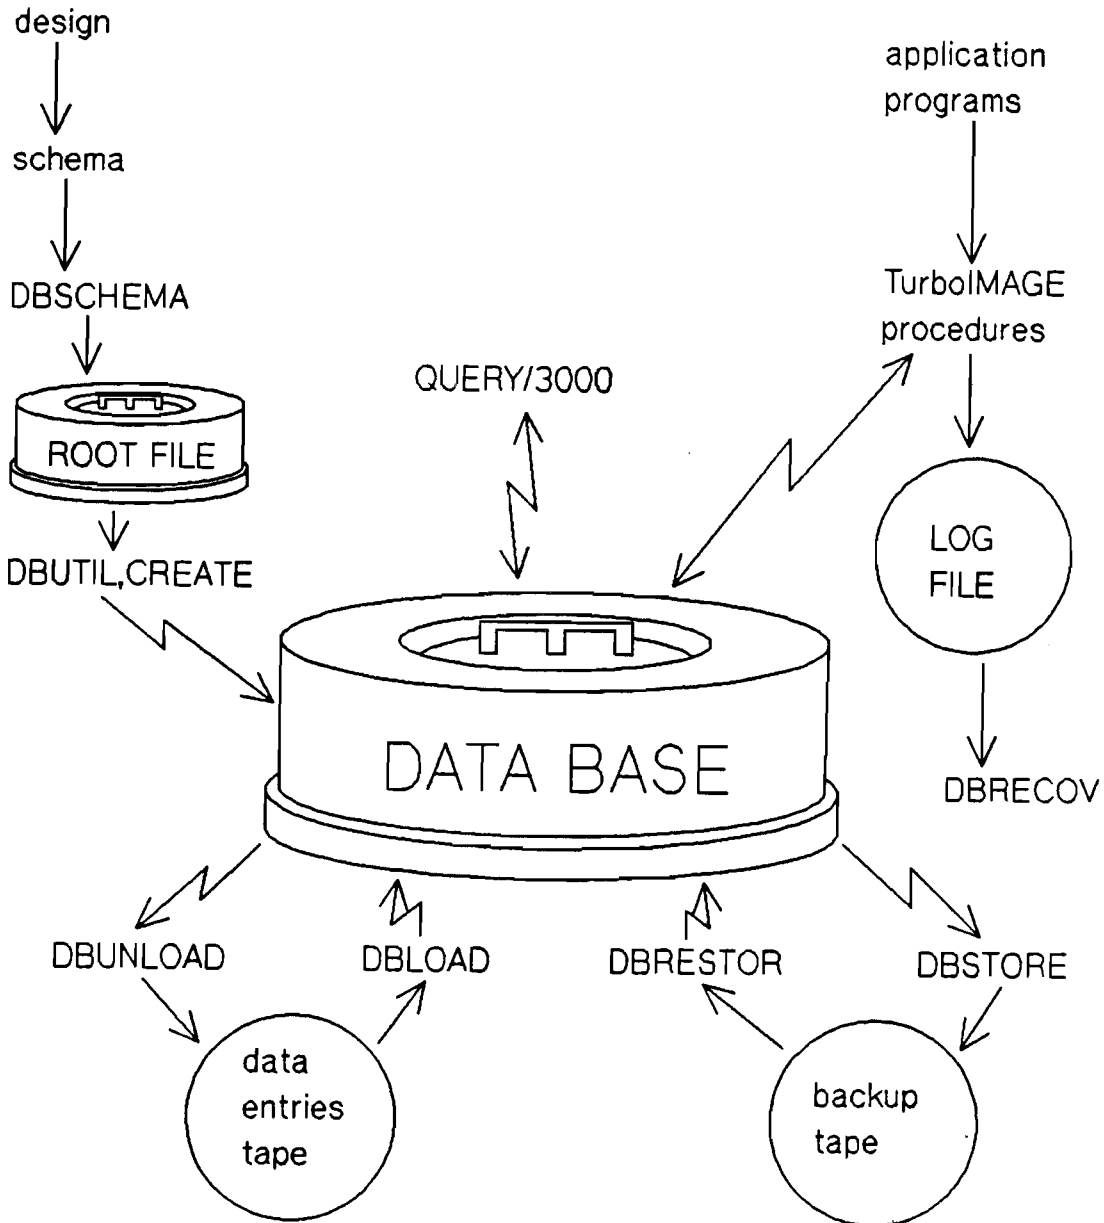 design
schema
DBSCHEMA
ROOT FILE
DBUTIL,CREATE
QUERY/3000
application
programs
TurboIMAGE
procedures
LOG
FILE
DBRECOV
DATA BASE
DBUNLOAD
DBLOAD
DBRESTOR
DBSTORE
data
entries
tape
backup
tape